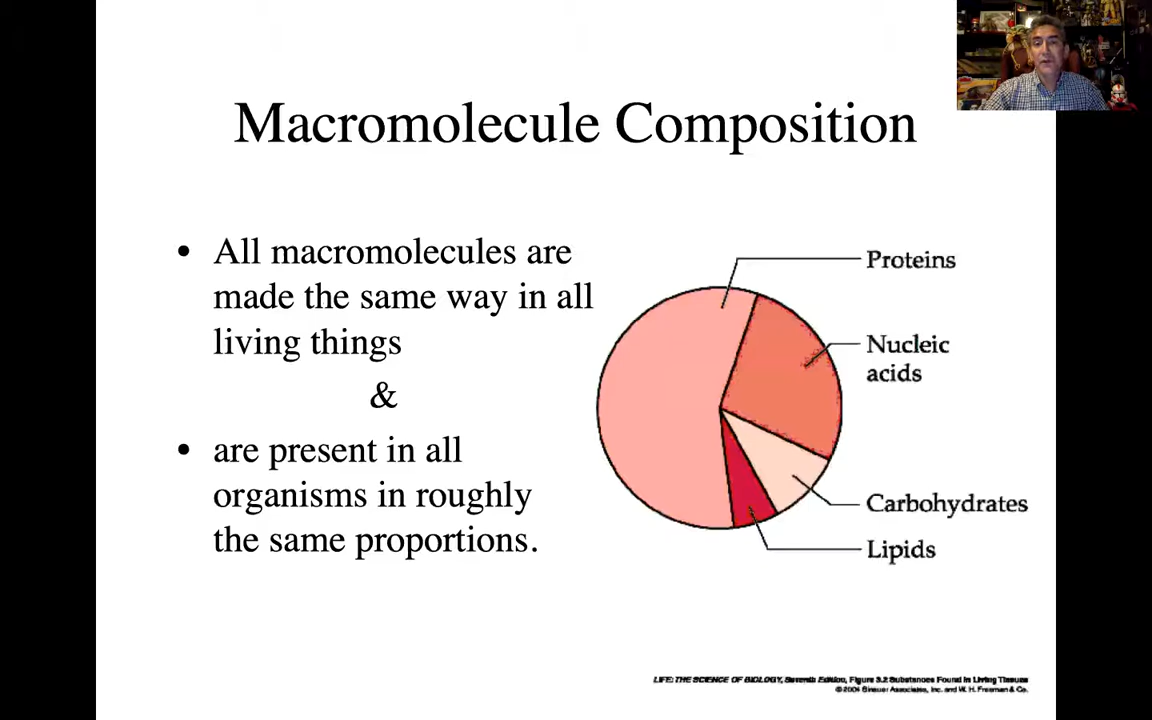 Macromolecule Composition
• All macromolecules are
made the same way in all
living things
&
• are present in all
organisms in roughly
the same proportions.
Proteins
Nucleic
acids
Carbohydrates
Lipids
LIFE: THE SCIENCE OF BIOLOGY, Seventh Edition, Figure 3.2 Substances Found in Living Tissues
© 2004 Sinauer Associates, Inc. and W. H. Freeman & Co.